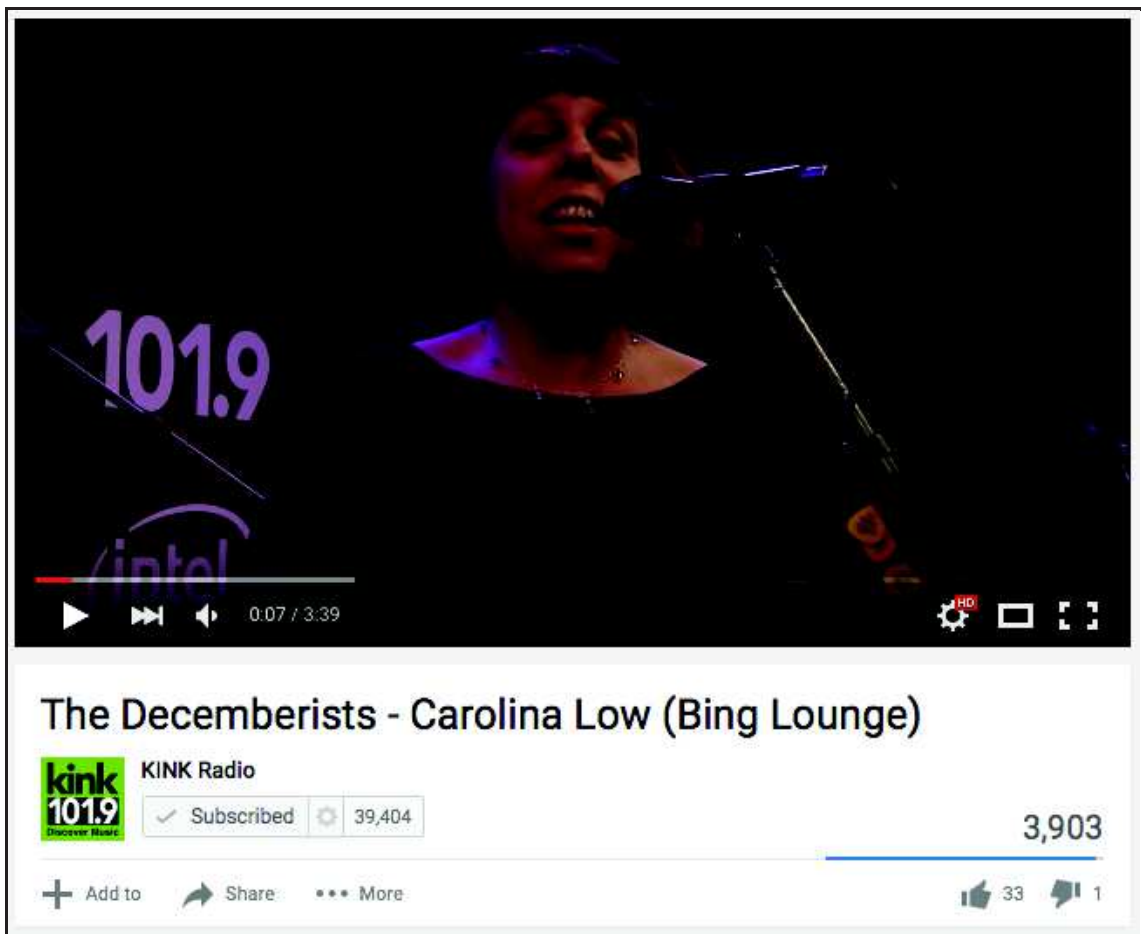 101.9
intel
0:07 / 3:39
HD
The Decemberists - Carolina Low (Bing Lounge)
kink
101.9
Discover Music
KINK Radio
Subscribed
39,404
3,903
Add to
Share
More
33
1